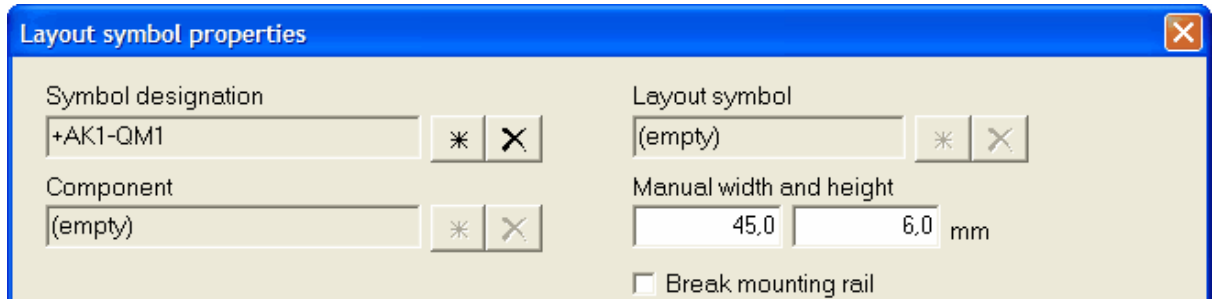 Layout symbol properties
Symbol designation
+AK1-QM1
Component
(empty)
Layout symbol
(empty)
Manual width and height
45,0 6,0 mm
Break mounting rail